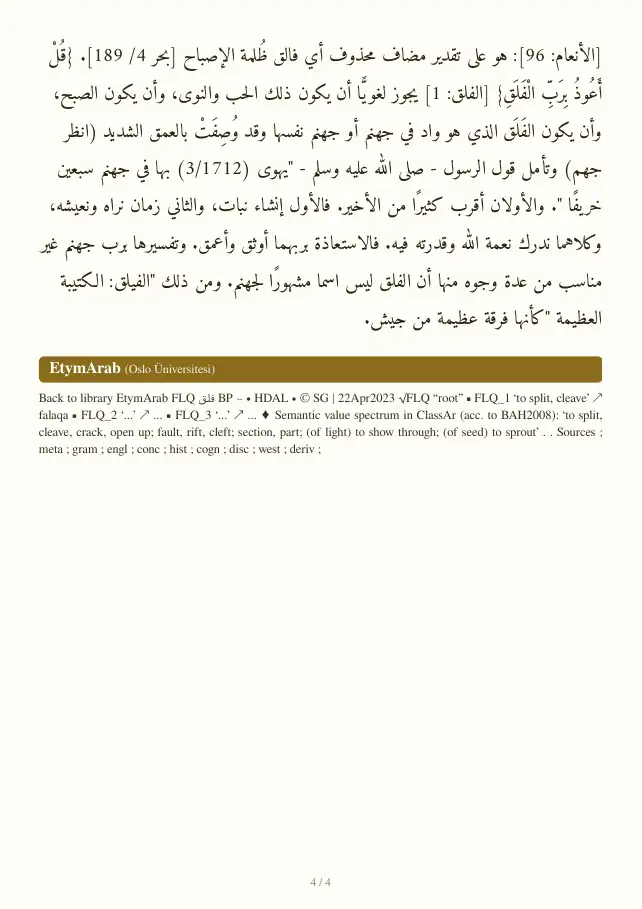 [الأنعام: 96]: هو على تقدير مضاف محذوف أي فالق ظُلمة الإصباح [بحر 4/ 189]. {قُلْ
أَعُوذُ بِرَبِّ الْفَلَقِ} [الفلق: 1] يجوز لغويًّا أن يكون ذلك الحب والنوى، وأن يكون الصبح،
وأن يكون الفَلَق الذي هو واد في جهنم أو جهنم نفسها وقد وُصِفَتْ بالعمق الشديد (انظر
جهم) وتأمل قول الرسول - صلى الله عليه وسلم - "يهوى (3/1712) بها في جهنم سبعين
خريفًا ". والأولان أقرب كثيرًا من الأخير. فالأول إنشاء نبات، والثاني زمان نراه ونعيشه،
وكلاهما ندرك نعمة الله وقدرته فيه. فالاستعاذة بربهما أوثق وأعمق. وتفسيرها برب جهنم غير
مناسب من عدة وجوه منها أن الفلق ليس اسما مشهورًا لجهنم. ومن ذلك "الفيلق: الكتيبة
العظيمة "كأنها فرقة عظيمة من جيش.
EtymArab (Oslo Üniversitesi)
Back to library EtymArab FLQ فلق BP – • HDAL • © SG | 22Apr2023 √FLQ “root” ▪ FLQ_1 ‘to split, cleave’ ↗
falaqa ▪ FLQ_2 ‘...’ ↗ ... ▪ FLQ_3 ‘...’ ↗ ... ♦ Semantic value spectrum in ClassAr (acc. to BAH2008): ‘to split,
cleave, crack, open up; fault, rift, cleft; section, part; (of light) to show through; (of seed) to sprout’ . . Sources ;
meta ; gram ; engl ; conc ; hist ; cogn ; disc ; west ; deriv ;
4 / 4